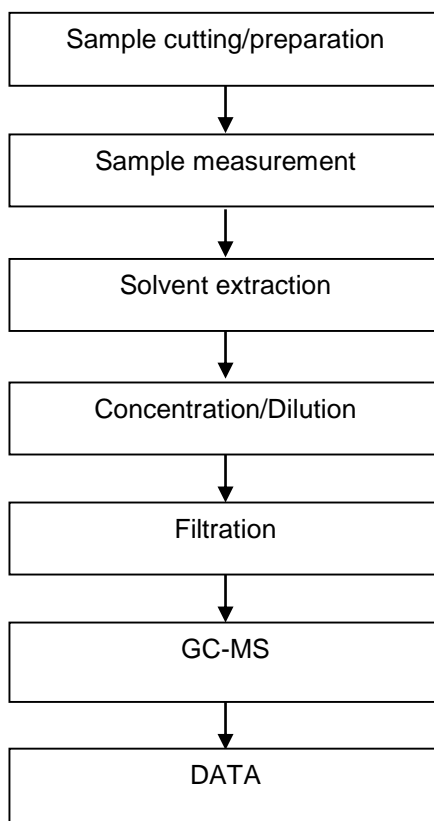 Sample cutting/preparation
Sample measurement
Solvent extraction
Concentration/Dilution
Filtration
GC-MS
DATA